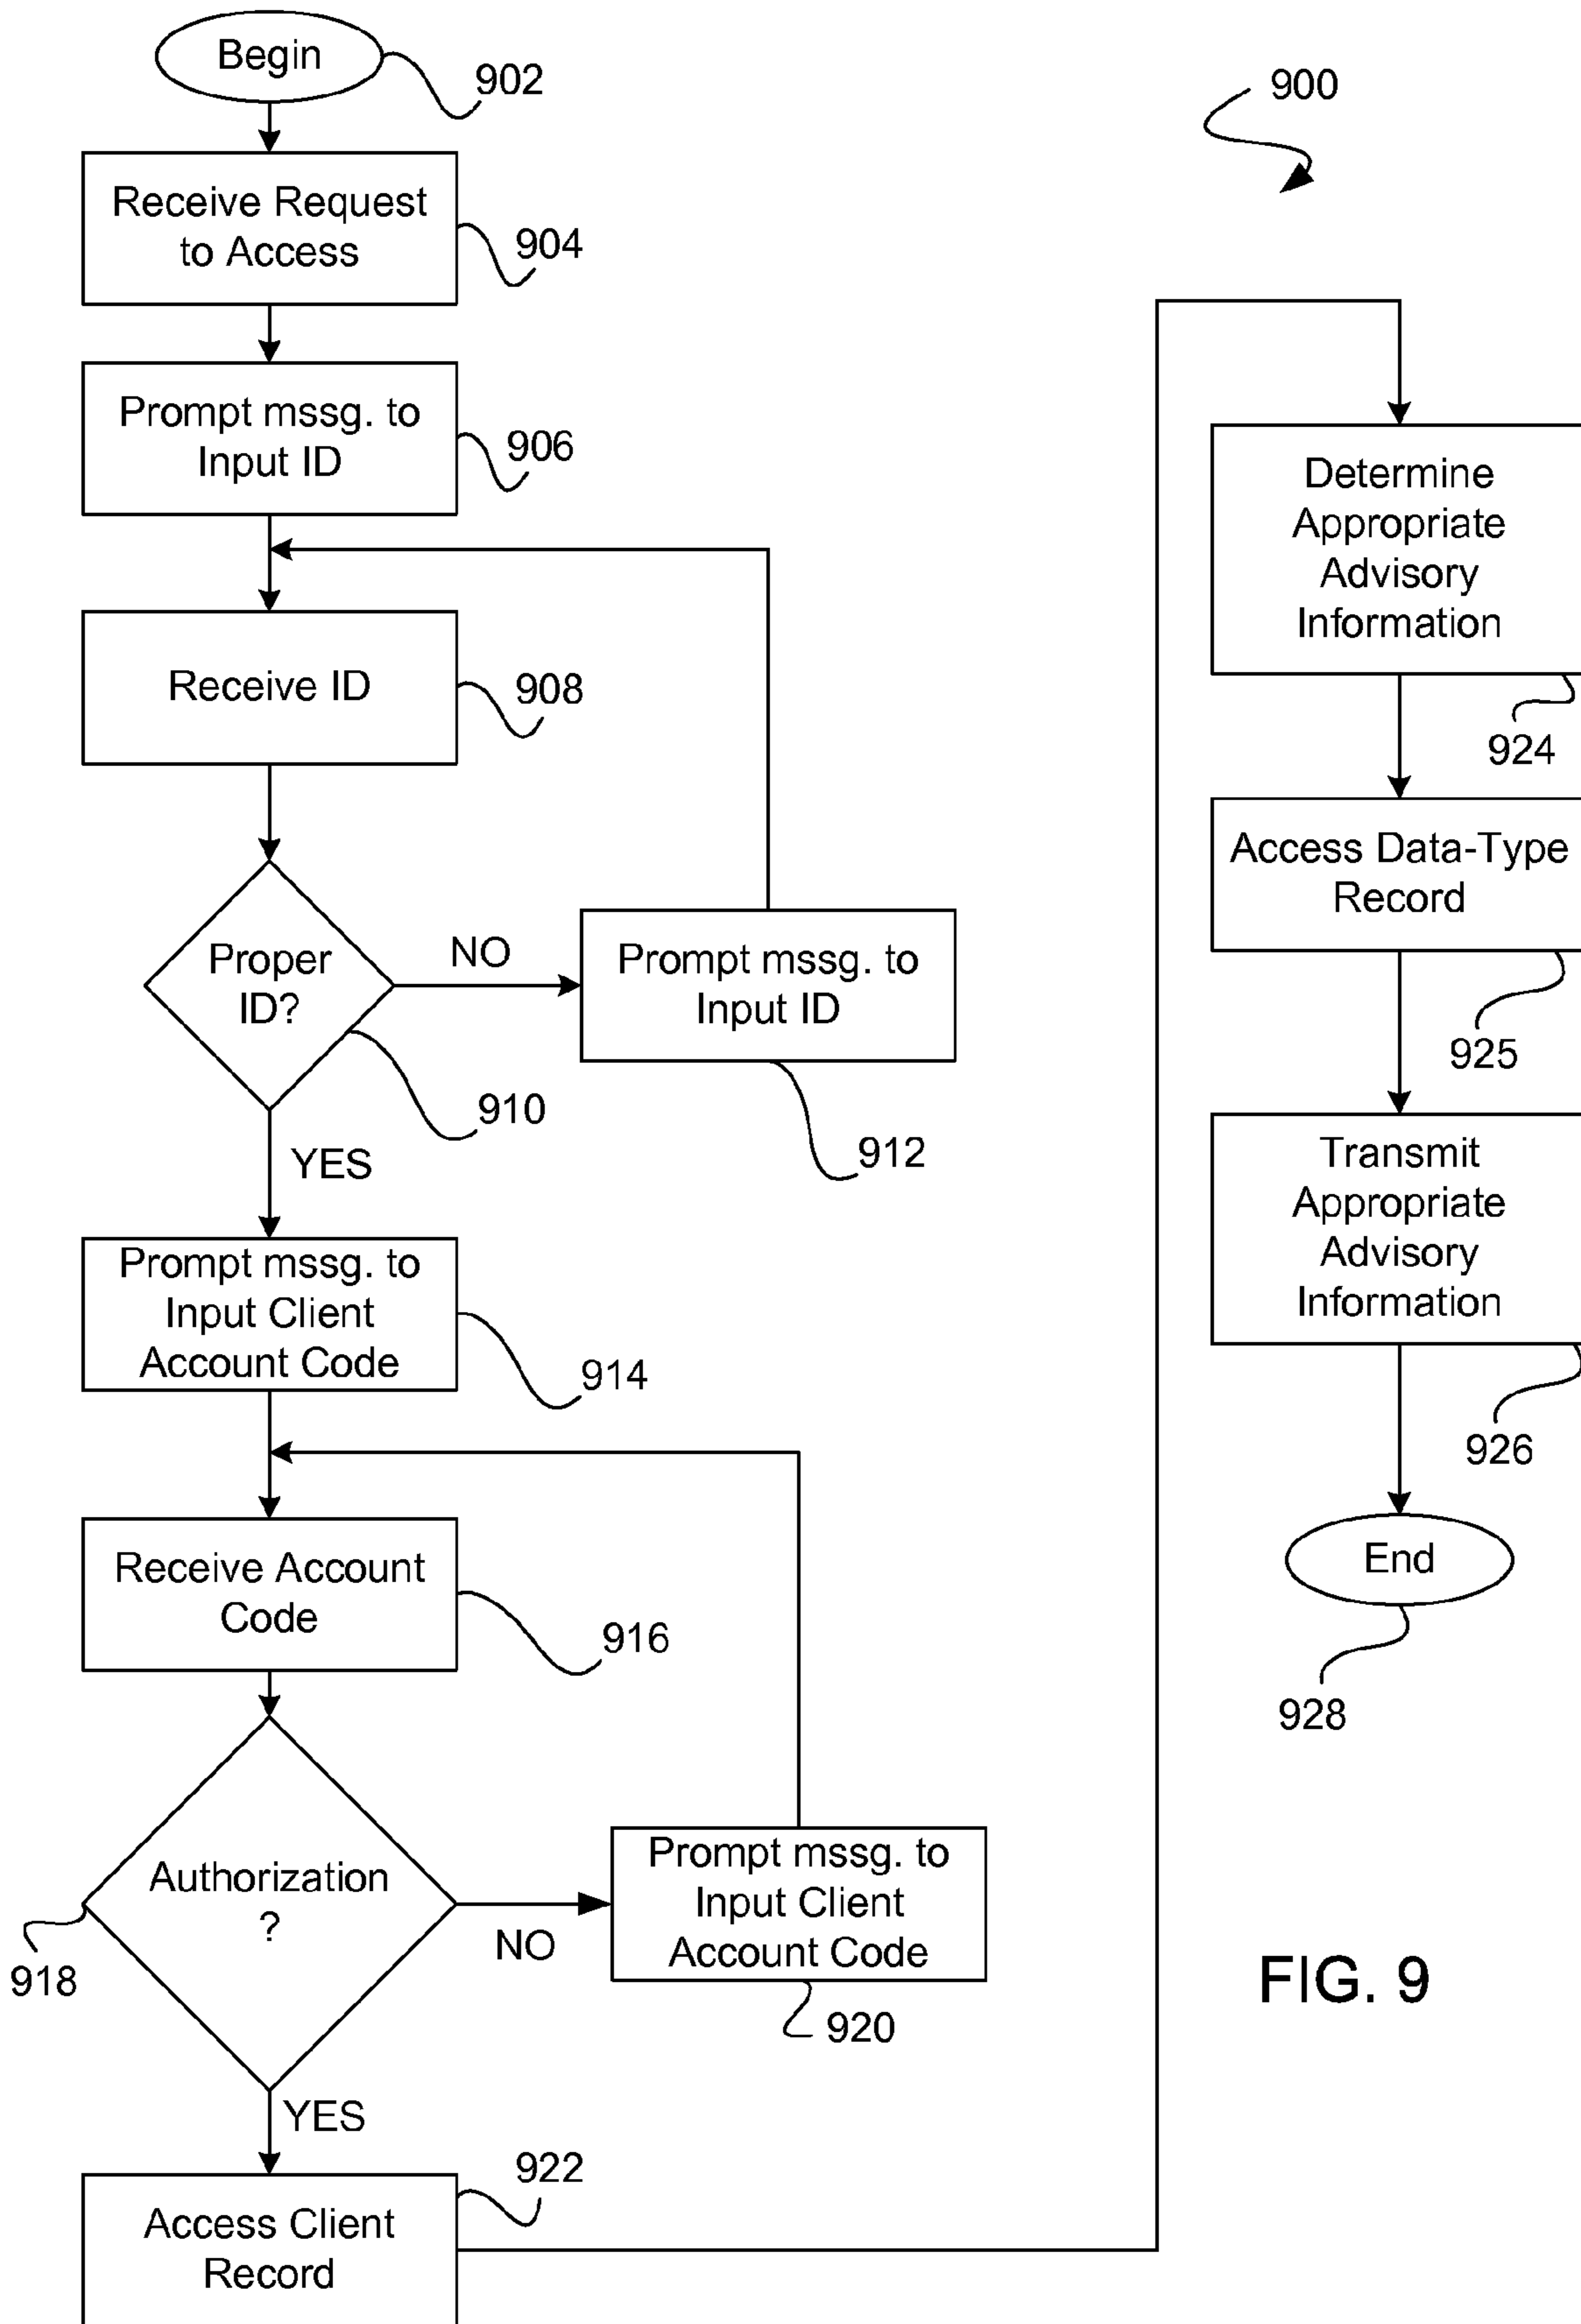 Begin
902
Receive Request
to Access
904
Prompt mssg. to
Input ID
906
Receive ID
908
Proper
ID?
NO
910
Prompt mssg. to
Input ID
912
YES
Prompt mssg. to
Input Client
Account Code
914
Receive Account
Code
916
Authorization
?
918
NO
Prompt mssg. to
Input Client
Account Code
920
YES
922
Access Client
Record
900
Determine
Appropriate
Advisory
Information
924
Access Data-Type
Record
925
Transmit
Appropriate
Advisory
Information
926
End
928
FIG. 9